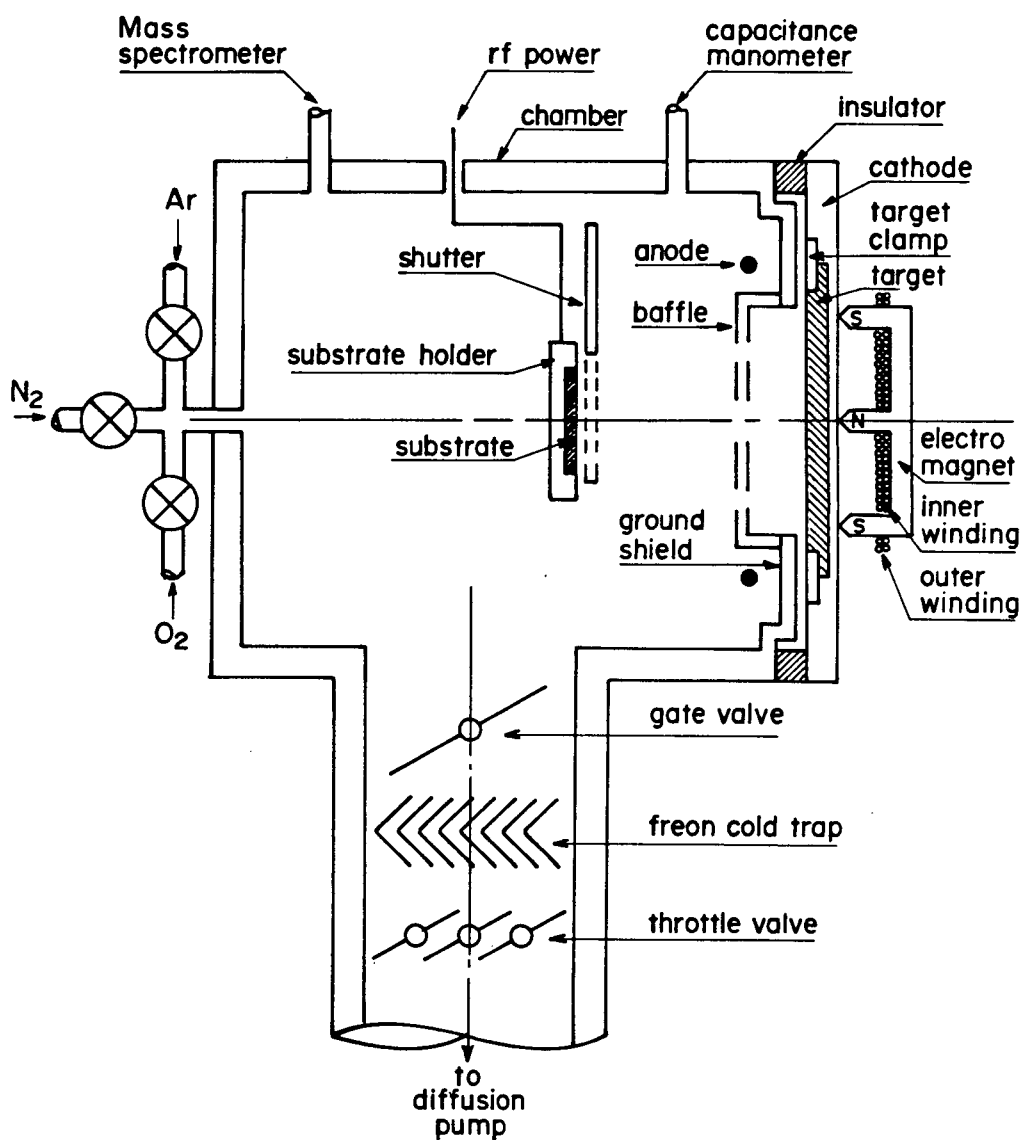 Mass
spectrometer
rf power
capacitance
manometer
chamber
insulator
cathode
Ar
target
clamp
shutter
anode
target
baffle
substrate holder
S
N2
N
substrate
electro
magnet
ground
shield
S
inner
winding
O2
outer
winding
gate valve
freon cold trap
throttle valve
to
diffusion
pump